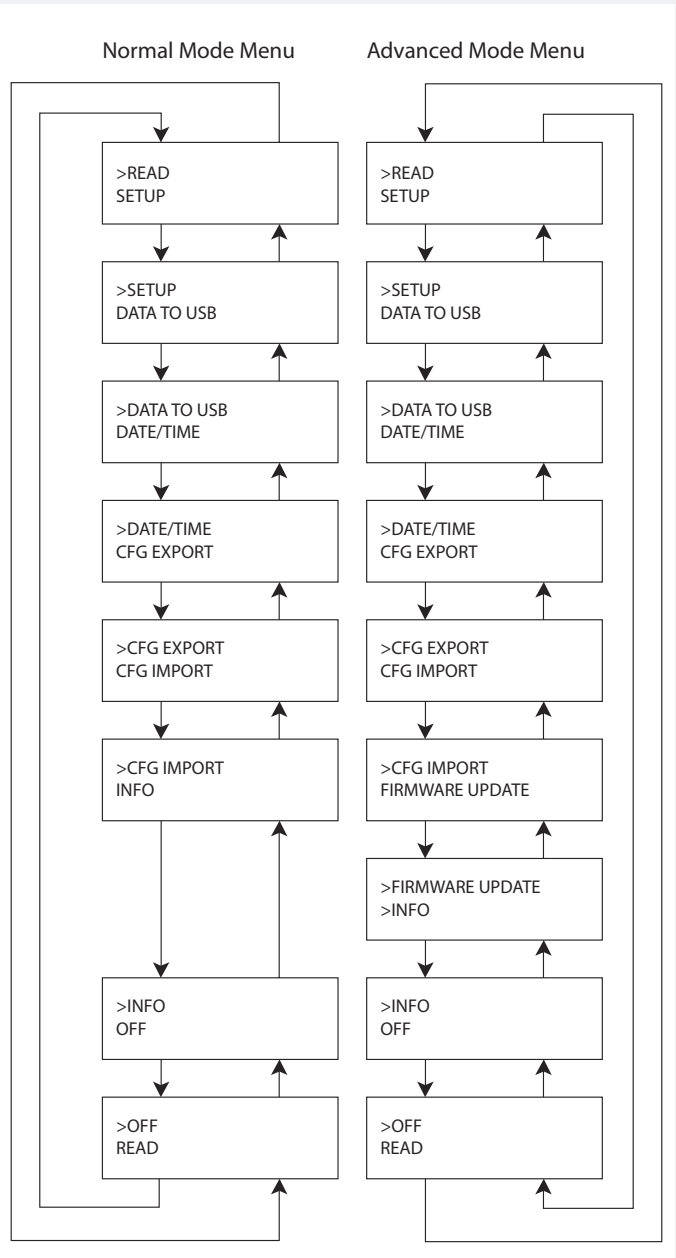 Normal Mode Menu
>READ
SETUP
>SETUP
DATA TO USB
>DATA TO USB
DATE/TIME
>DATE/TIME
CFG EXPORT
>CFG EXPORT
CFG IMPORT
>CFG IMPORT
INFO
>INFO
OFF
>OFF
READ
Advanced Mode Menu
>READ
SETUP
>SETUP
DATA TO USB
>DATA TO USB
DATE/TIME
>DATE/TIME
CFG EXPORT
>CFG EXPORT
CFG IMPORT
>CFG IMPORT
FIRMWARE UPDATE
>FIRMWARE UPDATE
>INFO
>INFO
OFF
>OFF
READ